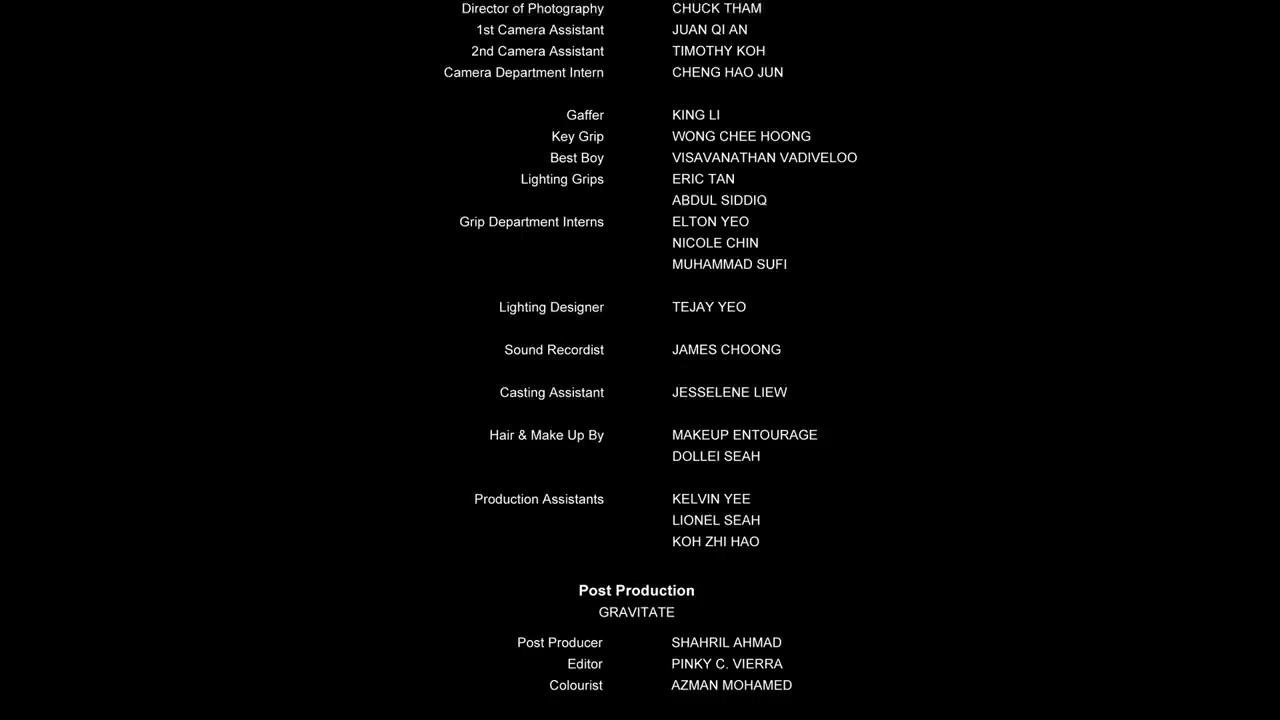 Director of Photography CHUCK THAM
1st Camera Assistant JUAN QI AN
2nd Camera Assistant TIMOTHY KOH
Camera Department Intern CHENG HAO JUN
Gaffer KING LI
Key Grip WONG CHEE HOONG
Best Boy VISAVANATHAN VADIVELOO
Lighting Grips ERIC TAN
ABDUL SIDDIQ
Grip Department Interns ELTON YEO
NICOLE CHIN
MUHAMMAD SUFI
Lighting Designer TEJAY YEO
Sound Recordist JAMES CHOONG
Casting Assistant JESSELENE LIEW
Hair & Make Up By MAKEUP ENTOURAGE
DOLLEI SEAH
Production Assistants KELVIN YEE
LIONEL SEAH
KOH ZHI HAO
Post Production
GRAVITATE
Post Producer SHAHRIL AHMAD
Editor PINKY C. VIERRA
Colourist AZMAN MOHAMED